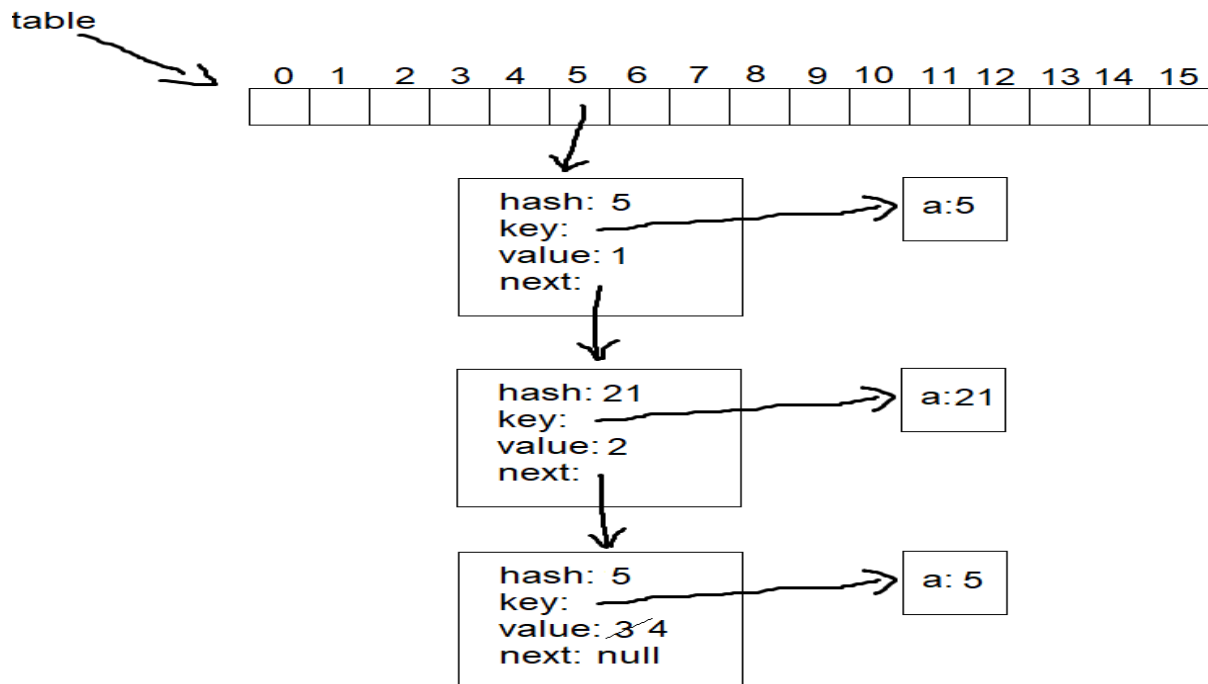 table
0 1 2 3 4 5 6 7 8 9 10 11 12 13 14 15
hash: 5
key:
value: 1
next:
a:5
hash: 21
key:
value: 2
next:
a:21
hash: 5
key:
value: 3 4
next: null
a: 5